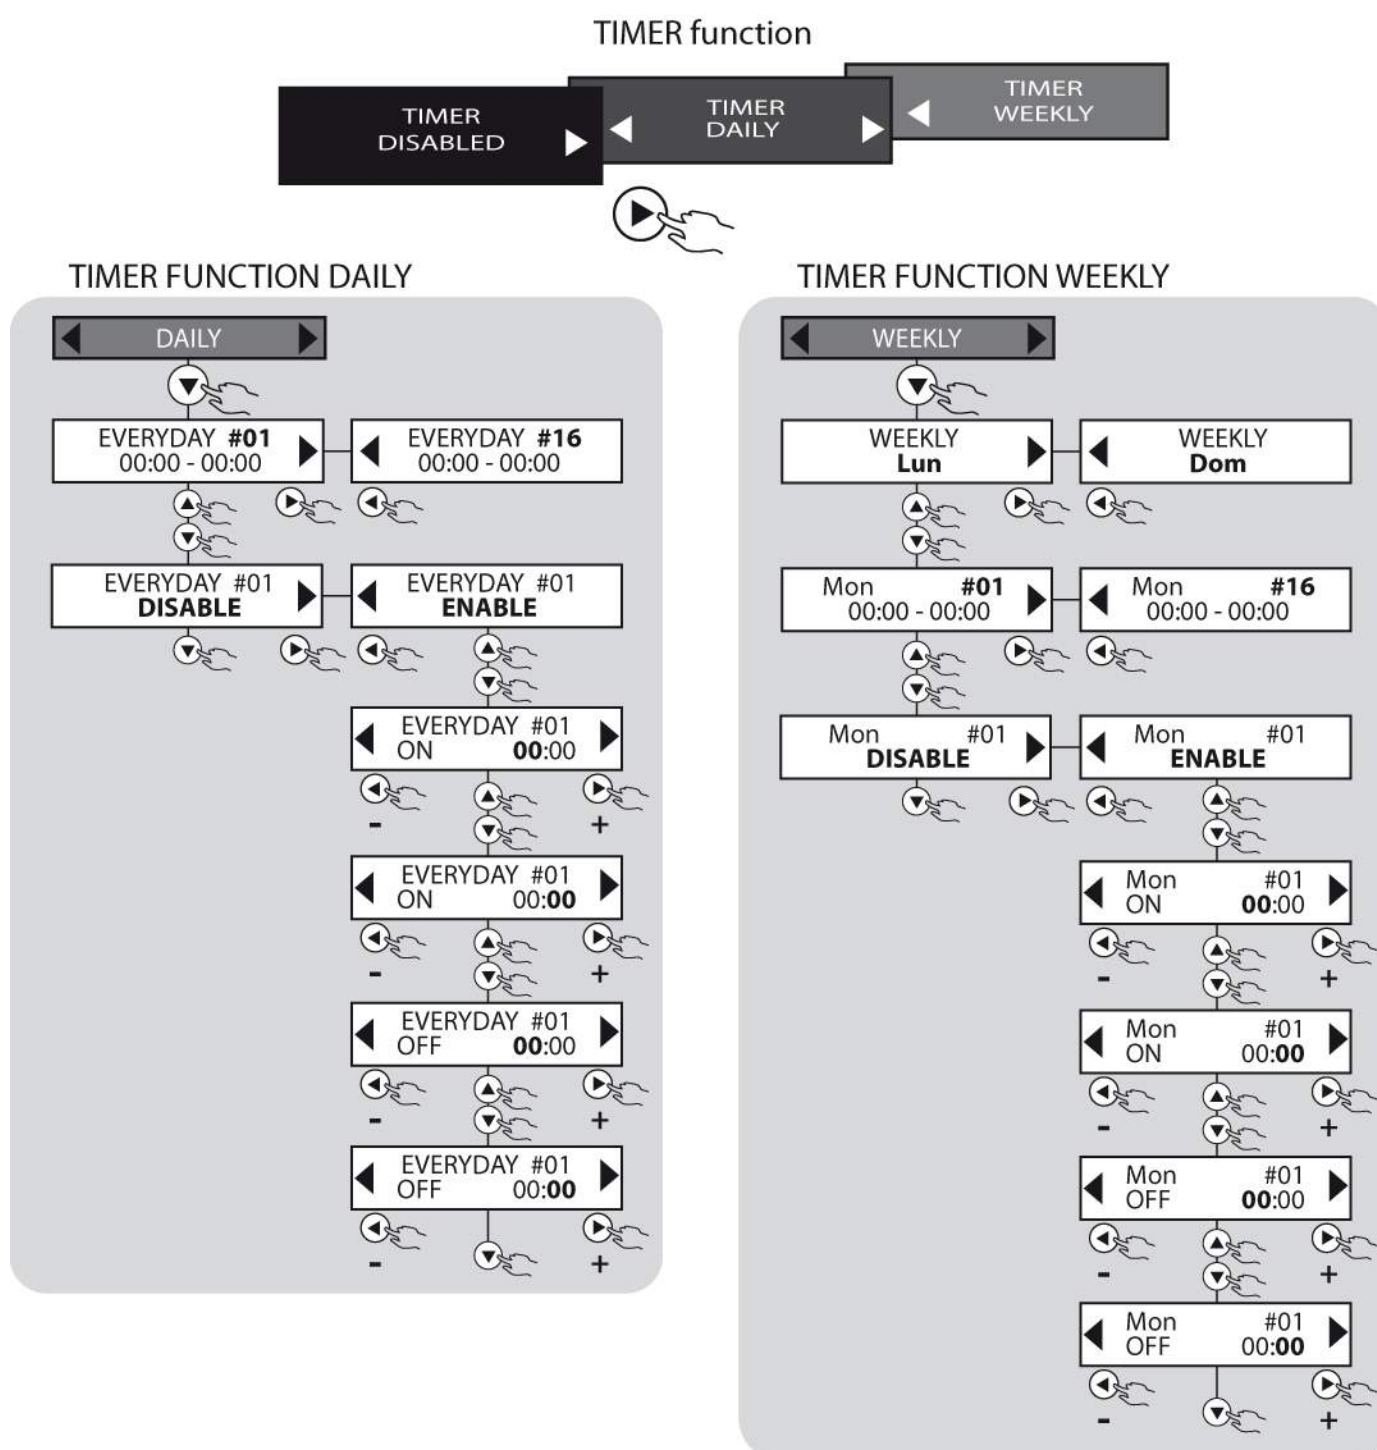 TIMER function
TIMER
DISABLED
TIMER
DAILY
TIMER
WEEKLY
TIMER FUNCTION DAILY
DAILY
EVERYDAY #01
00:00 - 00:00
EVERYDAY #16
00:00 - 00:00
EVERYDAY #01
DISABLE
EVERYDAY #01
ENABLE
EVERYDAY #01
ON 00:00
- +
EVERYDAY #01
ON 00:00
- +
EVERYDAY #01
OFF 00:00
- +
EVERYDAY #01
OFF 00:00
- +
TIMER FUNCTION WEEKLY
WEEKLY
WEEKLY
Lun
WEEKLY
Dom
Mon #01
00:00 - 00:00
Mon #16
00:00 - 00:00
Mon #01
DISABLE
Mon #01
ENABLE
Mon #01
ON 00:00
- +
Mon #01
ON 00:00
- +
Mon #01
OFF 00:00
- +
Mon #01
OFF 00:00
- +